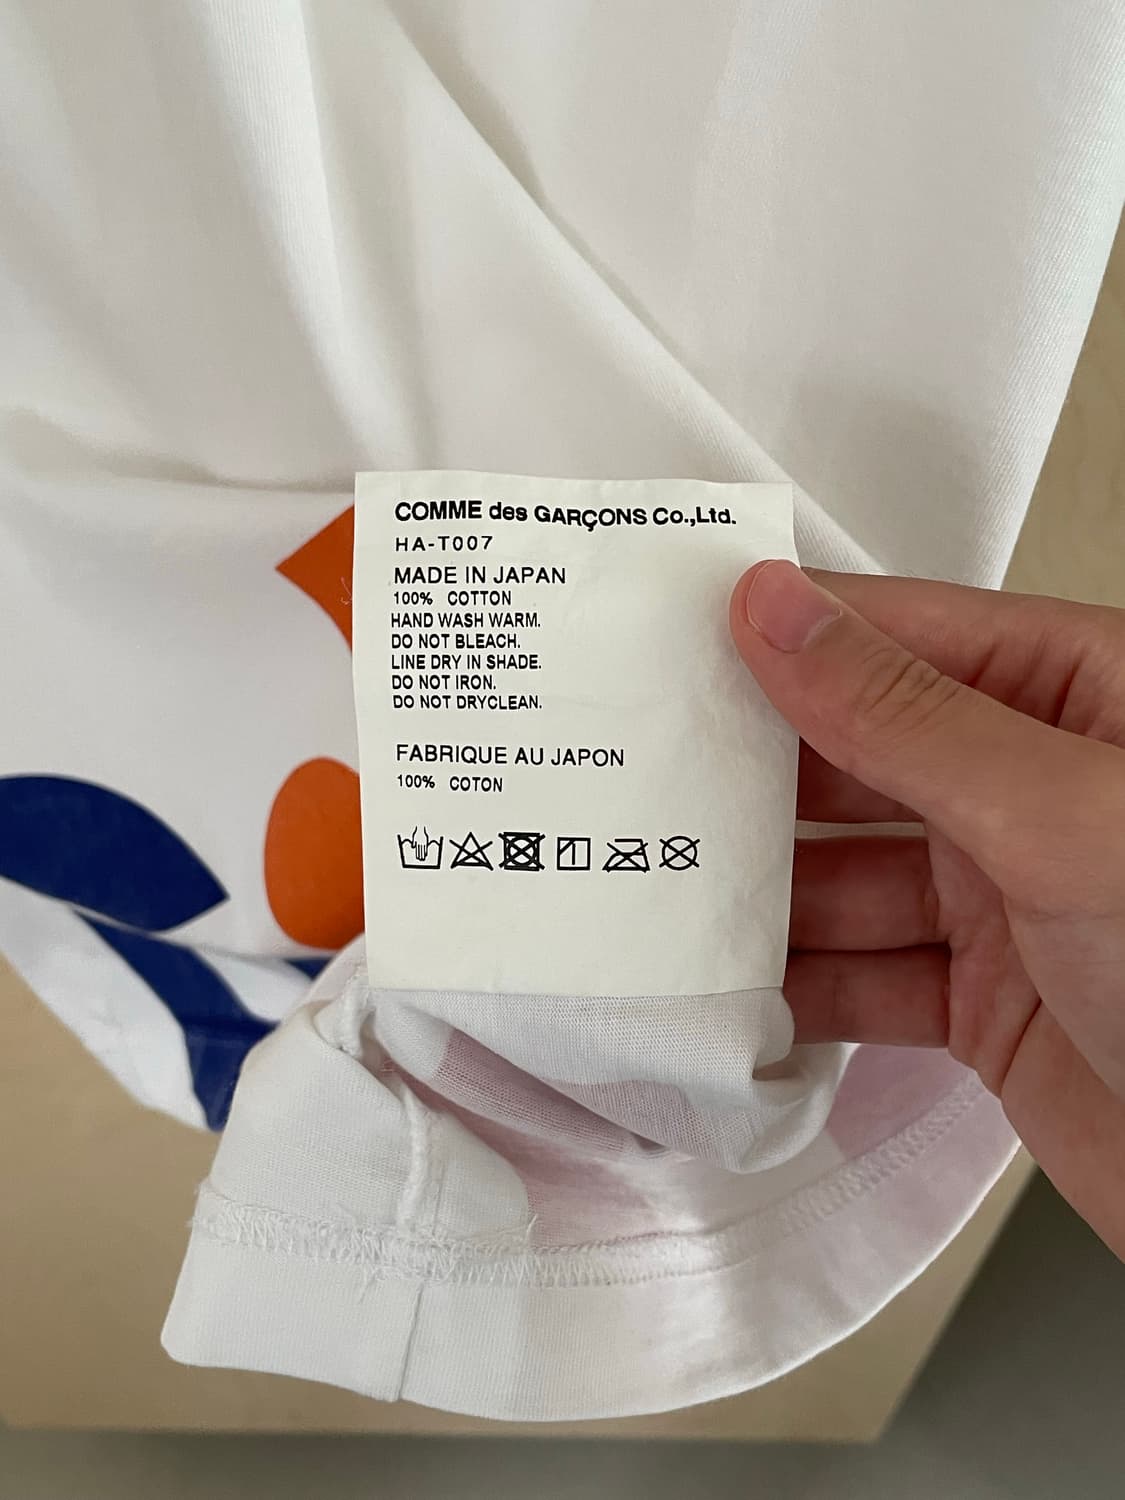 COMME des GARÇONS Co.,Ltd.
HA-T007
MADE IN JAPAN
100% COTTON
HAND WASH WARM.
DO NOT BLEACH.
LINE DRY IN SHADE.
DO NOT IRON.
DO NOT DRYCLEAN.
FABRIQUE AU JAPON
100% COTON